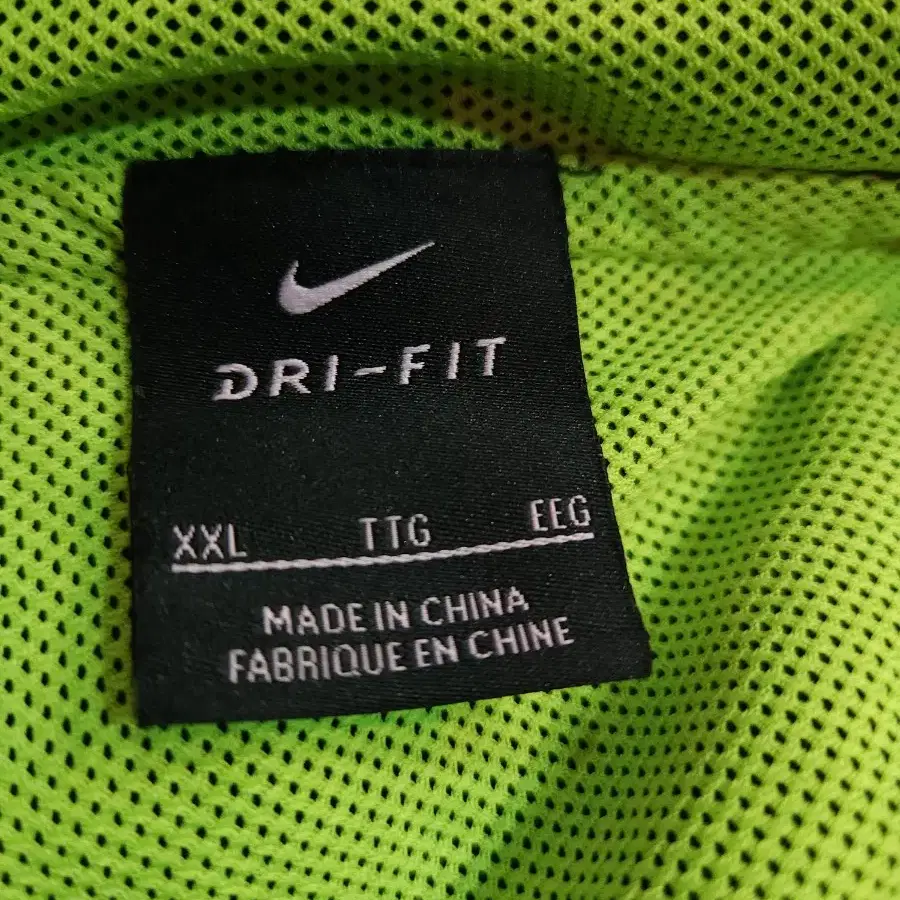 DRI-FIT
XXL TTG EEG
MADE IN CHINA
FABRIQUE EN CHINE